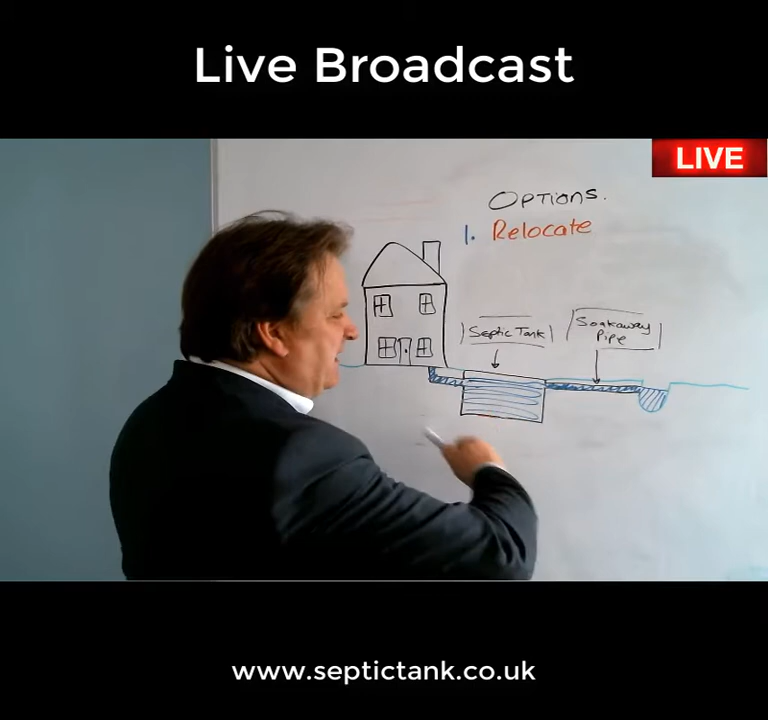 Live Broadcast
LIVE
OPTIONS.
1. Relocate
Septic Tank
Soakaway
Pipe
www.septictank.co.uk